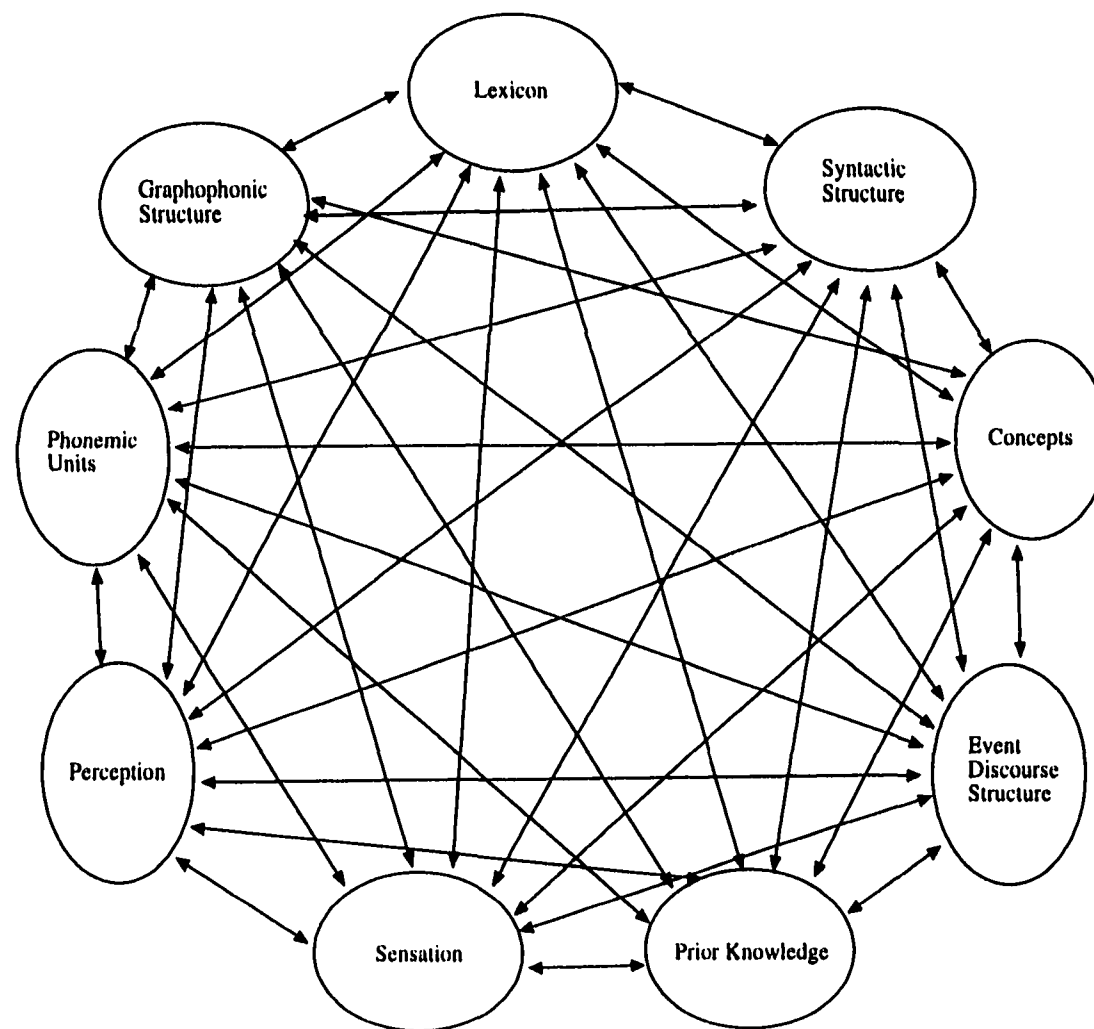 Lexicon
Syntactic
Structure
Graphophonic
Structure
Phonemic
Units
Concepts
Perception
Event
Discourse
Structure
Sensation
Prior Knowledge